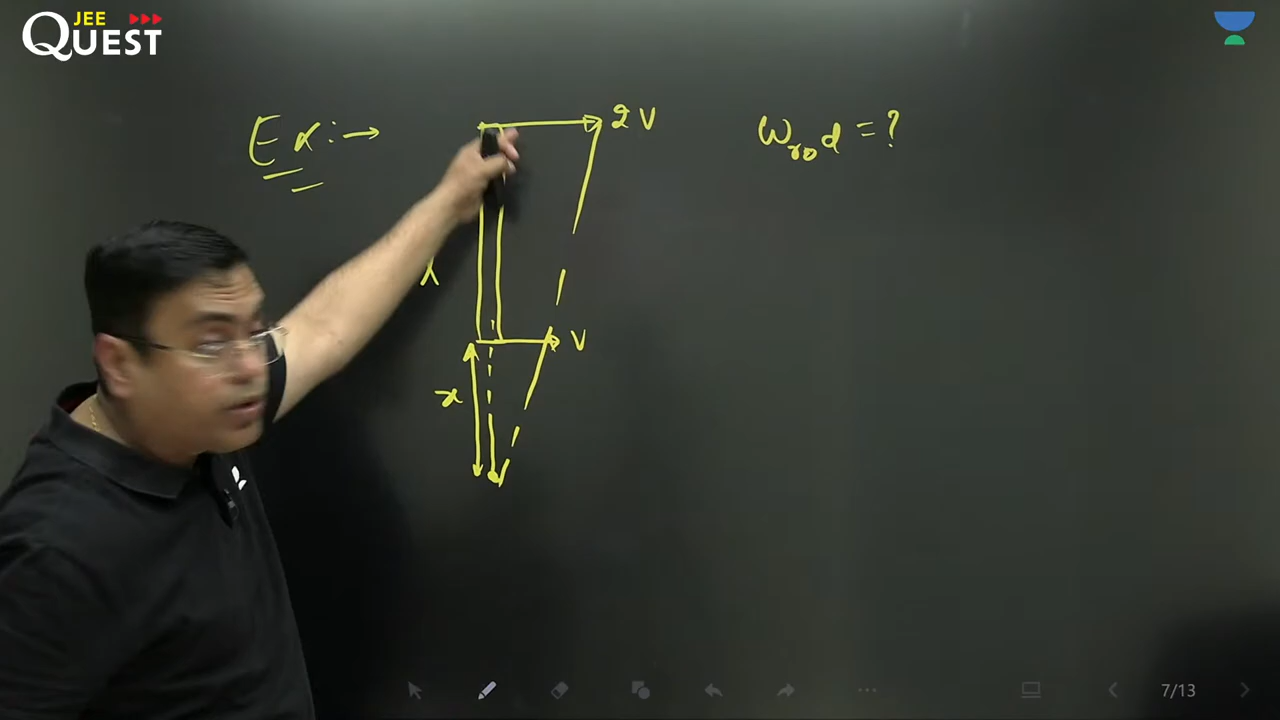 JEE
QUEST
Ex:→
2V
ω_rod = ?
V
x
7/13